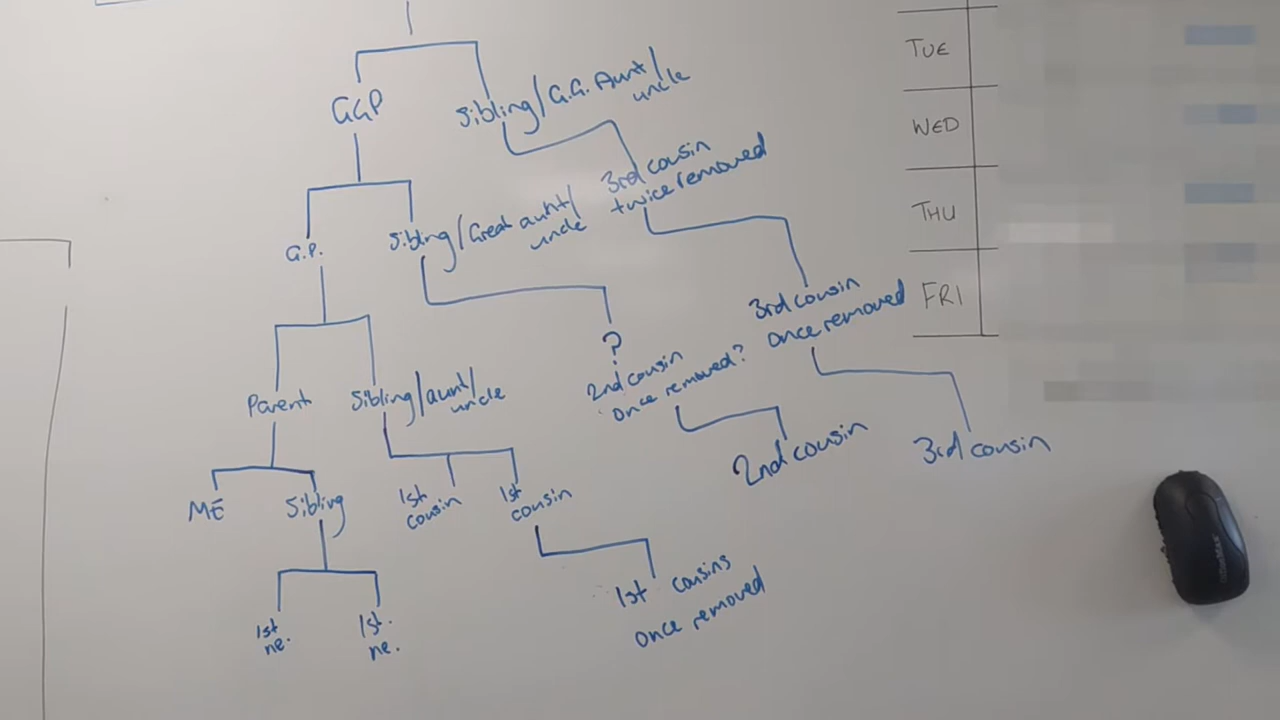 GGP
Sibling/G.G. Aunt/
uncle
3rd cousin
twice removed
G.P.
Sibling/Great aunt/
uncle
?
2nd cousin
once removed?
3rd cousin
once removed
Parent
Sibling/aunt/
uncle
2nd cousin
3rd cousin
ME
Sibling
1st
cousin
1st
cousin
1st
ne.
1st.
ne.
1st cousins
once removed
TUE
WED
THU
FRI